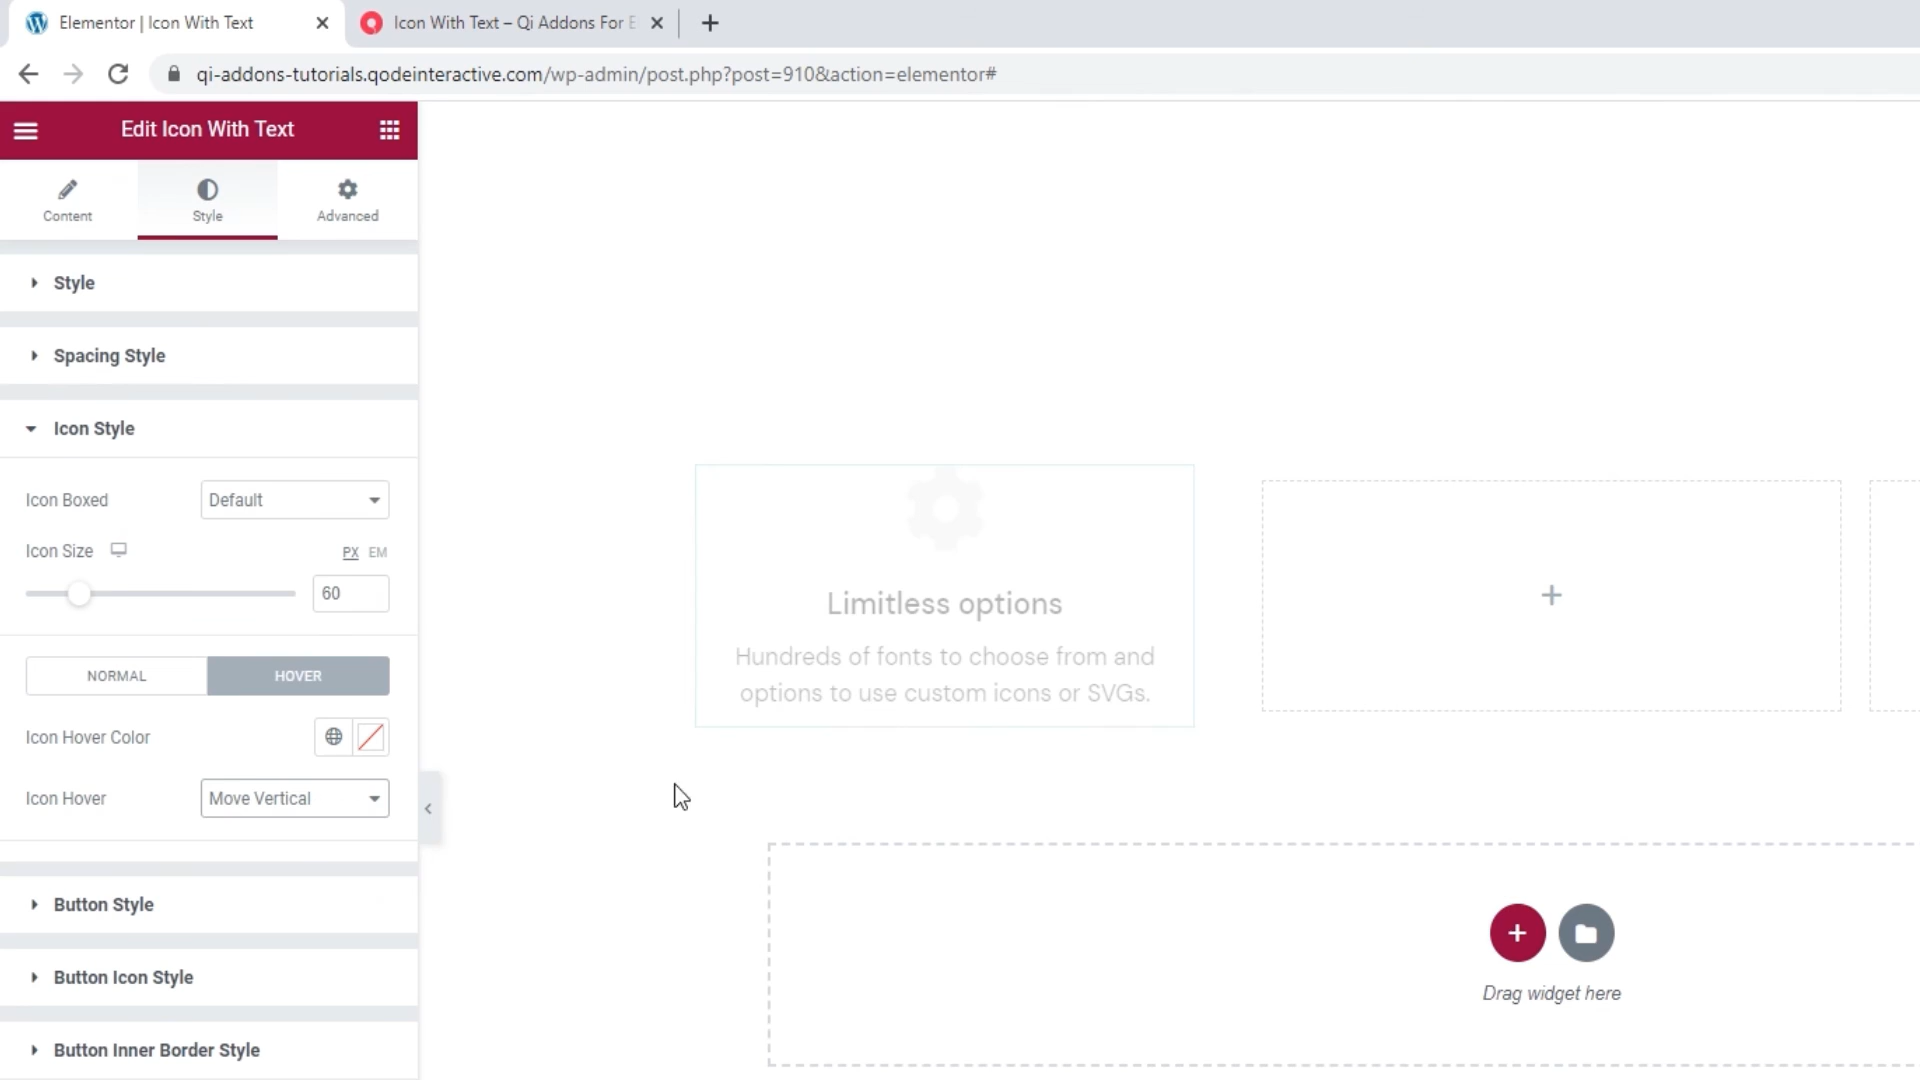 Elementor | Icon With Text
Icon With Text – Qi Addons For E
qi-addons-tutorials.qodeinteractive.com/wp-admin/post.php?post=910&action=elementor#
Edit Icon With Text
Content
Style
Advanced
Style
Spacing Style
Icon Style
Icon Boxed
Default
Icon Size
PX EM
60
NORMAL
HOVER
Icon Hover Color
Icon Hover
Move Vertical
Button Style
Button Icon Style
Button Inner Border Style
Limitless options
Hundreds of fonts to choose from and
options to use custom icons or SVGs.
Drag widget here